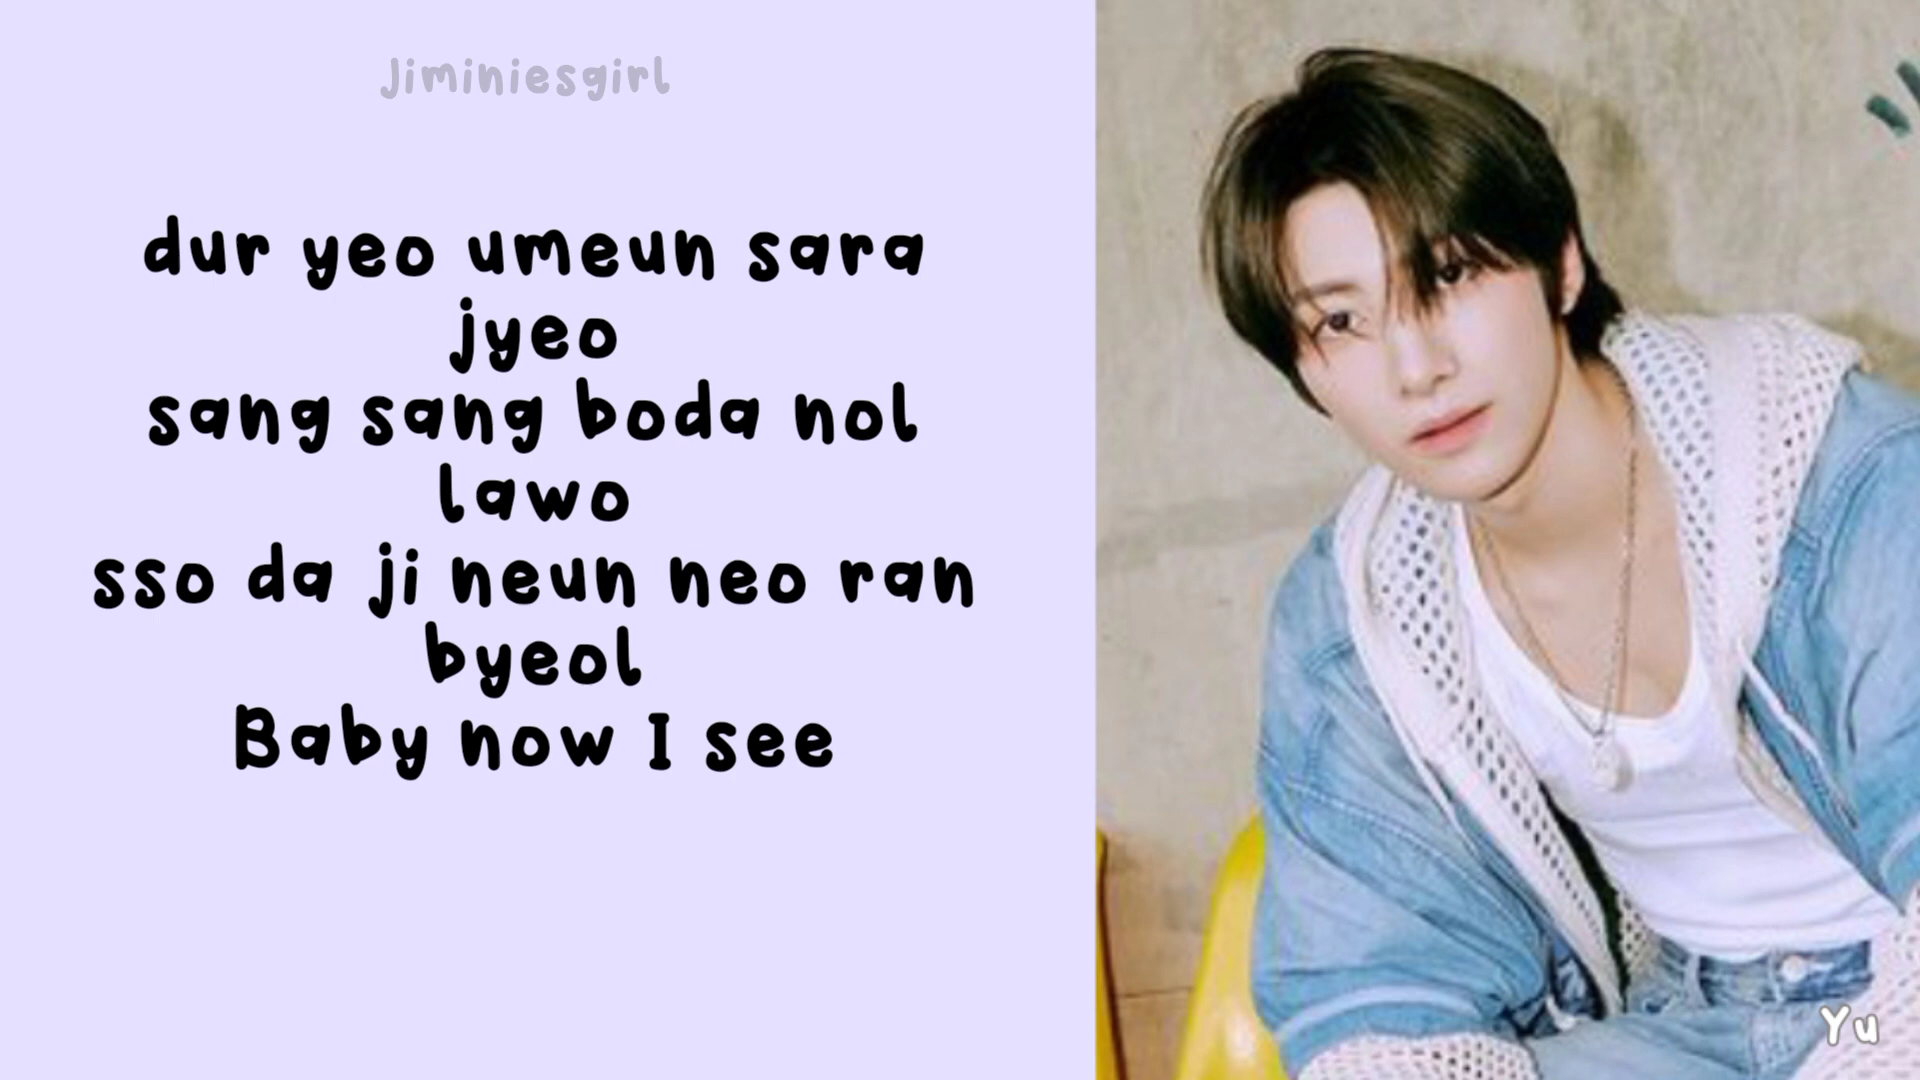 Jiminiesgirl
dur yeo umeun sara
jyeo
sang sang boda nol
lawo
sso da ji neun neo ran
byeol
Baby now I see
Yu